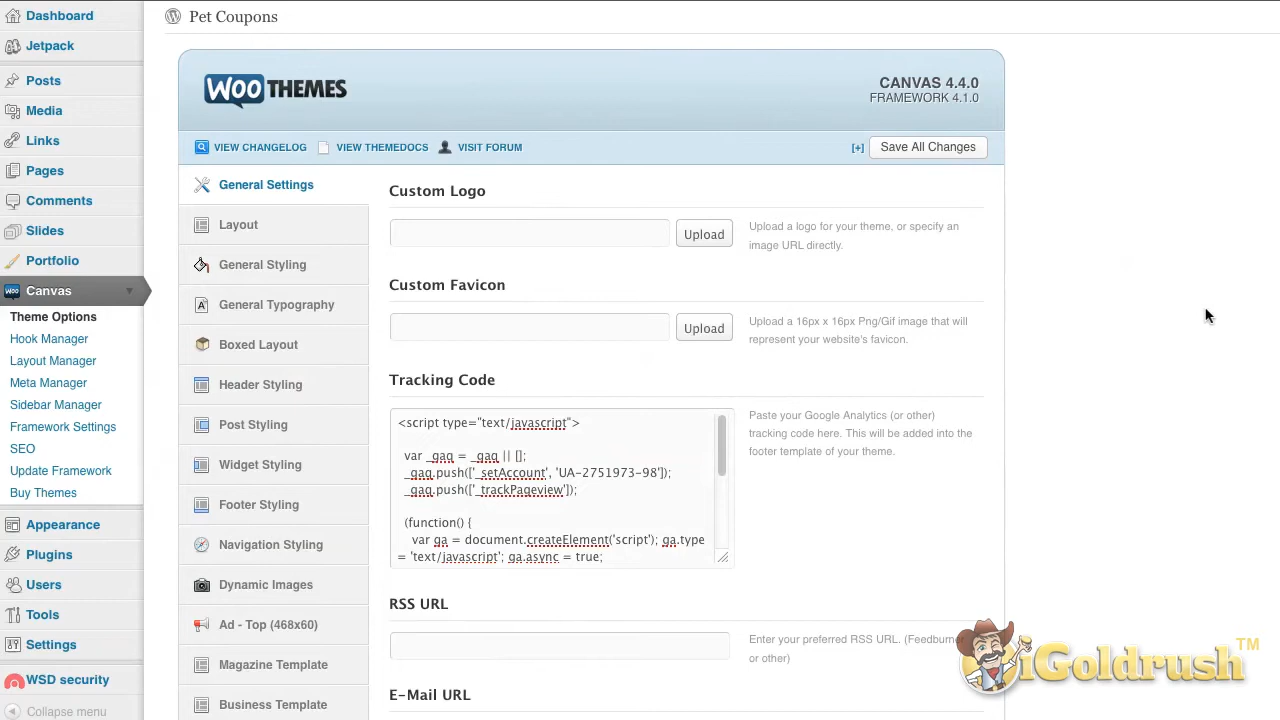 Dashboard
Jetpack
Posts
Media
Links
Pages
Comments
Slides
Portfolio
WOO Canvas
Theme Options
Hook Manager
Layout Manager
Meta Manager
Sidebar Manager
Framework Settings
SEO
Update Framework
Buy Themes
Appearance
Plugins
Users
Tools
Settings
WSD security
Collapse menu
Pet Coupons
WOOTHEMES
CANVAS 4.4.0
FRAMEWORK 4.1.0
VIEW CHANGELOG
VIEW THEMEDOCS
VISIT FORUM
[+]
Save All Changes
General Settings
Layout
General Styling
General Typography
Boxed Layout
Header Styling
Post Styling
Widget Styling
Footer Styling
Navigation Styling
Dynamic Images
Ad - Top (468x60)
Magazine Template
Business Template
Custom Logo
Upload
Upload a logo for your theme, or specify an
image URL directly.
Custom Favicon
Upload
Upload a 16px x 16px Png/Gif image that will
represent your website's favicon.
Tracking Code
<script type="text/javascript">
var _gaq = _gaq || [];
_gaq.push(['_setAccount', 'UA-2751973-98']);
_gaq.push(['_trackPageview']);
(function() {
var ga = document.createElement('script'); ga.type
= 'text/javascript'; ga.async = true;
Paste your Google Analytics (or other)
tracking code here. This will be added into the
footer template of your theme.
RSS URL
Enter your preferred RSS URL. (Feedburner
or other)
E-Mail URL
iGoldrush™